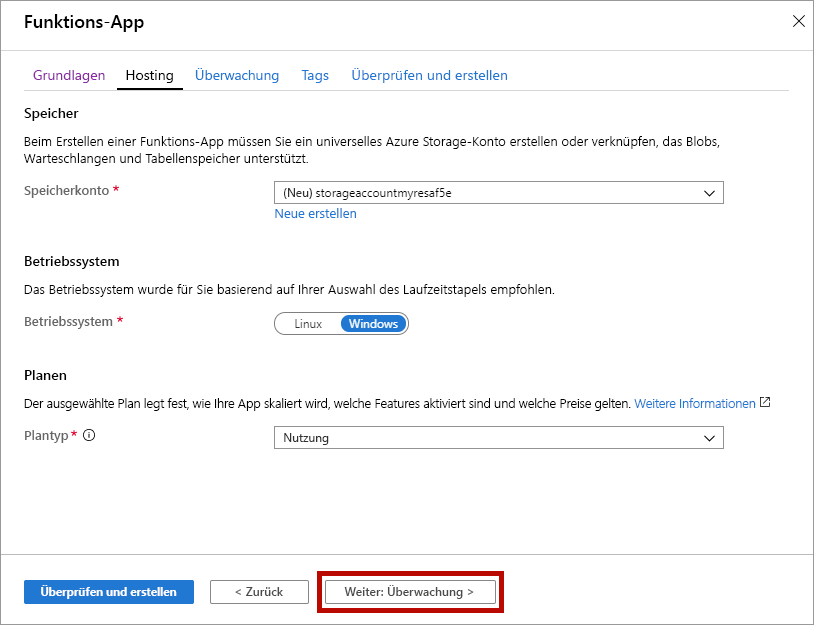 Funktions-App
Grundlagen Hosting Überwachung Tags Überprüfen und erstellen
Speicher
Beim Erstellen einer Funktions-App müssen Sie ein universelles Azure Storage-Konto erstellen oder verknüpfen, das Blobs,
Warteschlangen und Tabellenspeicher unterstützt.
Speicherkonto * (Neu) storageaccountmyresaf5e
Neue erstellen
Betriebssystem
Das Betriebssystem wurde für Sie basierend auf Ihrer Auswahl des Laufzeitstapels empfohlen.
Betriebssystem * Linux Windows
Planen
Der ausgewählte Plan legt fest, wie Ihre App skaliert wird, welche Features aktiviert sind und welche Preise gelten. Weitere Informationen
Plantyp * Nutzung
Überprüfen und erstellen < Zurück Weiter: Überwachung >